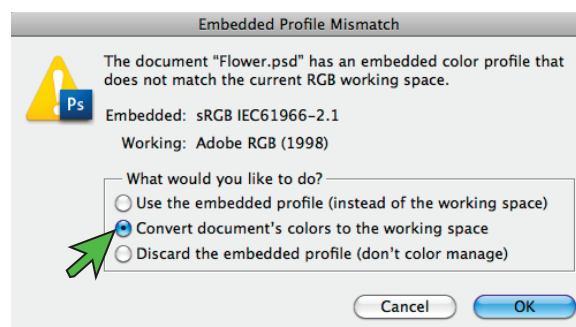 Embedded Profile Mismatch
The document “Flower.psd” has an embedded color profile that
does not match the current RGB working space.
Ps
Embedded: sRGB IEC61966-2.1
Working: Adobe RGB (1998)
What would you like to do?
Use the embedded profile (instead of the working space)
Convert document’s colors to the working space
Discard the embedded profile (don’t color manage)
Cancel OK